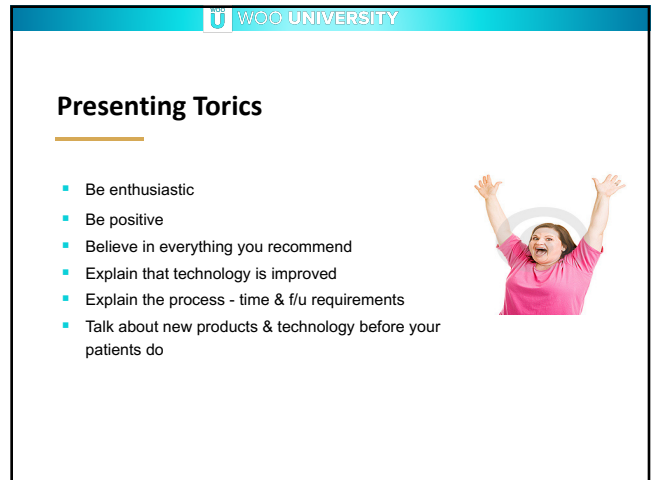 WOO
U WOO UNIVERSITY
Presenting Torics
Be enthusiastic
Be positive
Believe in everything you recommend
Explain that technology is improved
Explain the process - time & f/u requirements
Talk about new products & technology before your
patients do